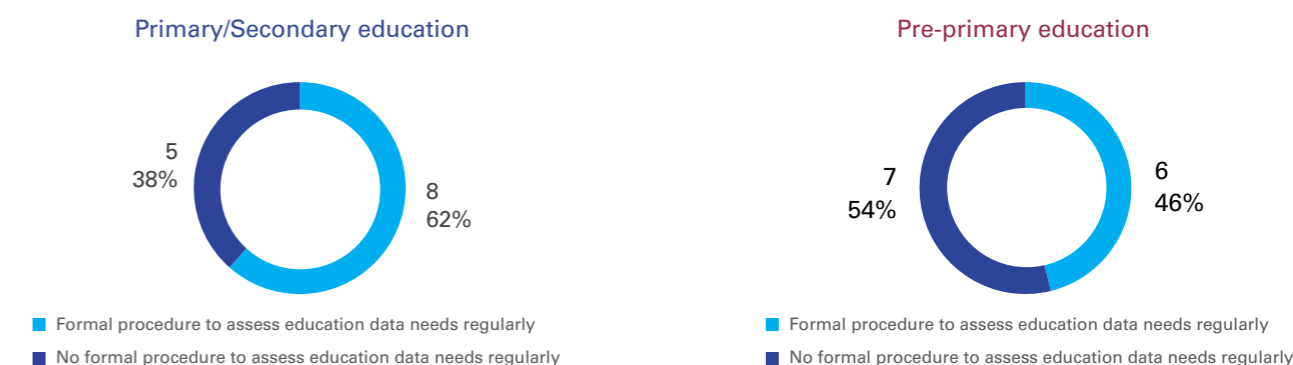 Primary/Secondary education
5
38%
8
62%
Formal procedure to assess education data needs regularly
No formal procedure to assess education data needs regularly
Pre-primary education
7
54%
6
46%
Formal procedure to assess education data needs regularly
No formal procedure to assess education data needs regularly